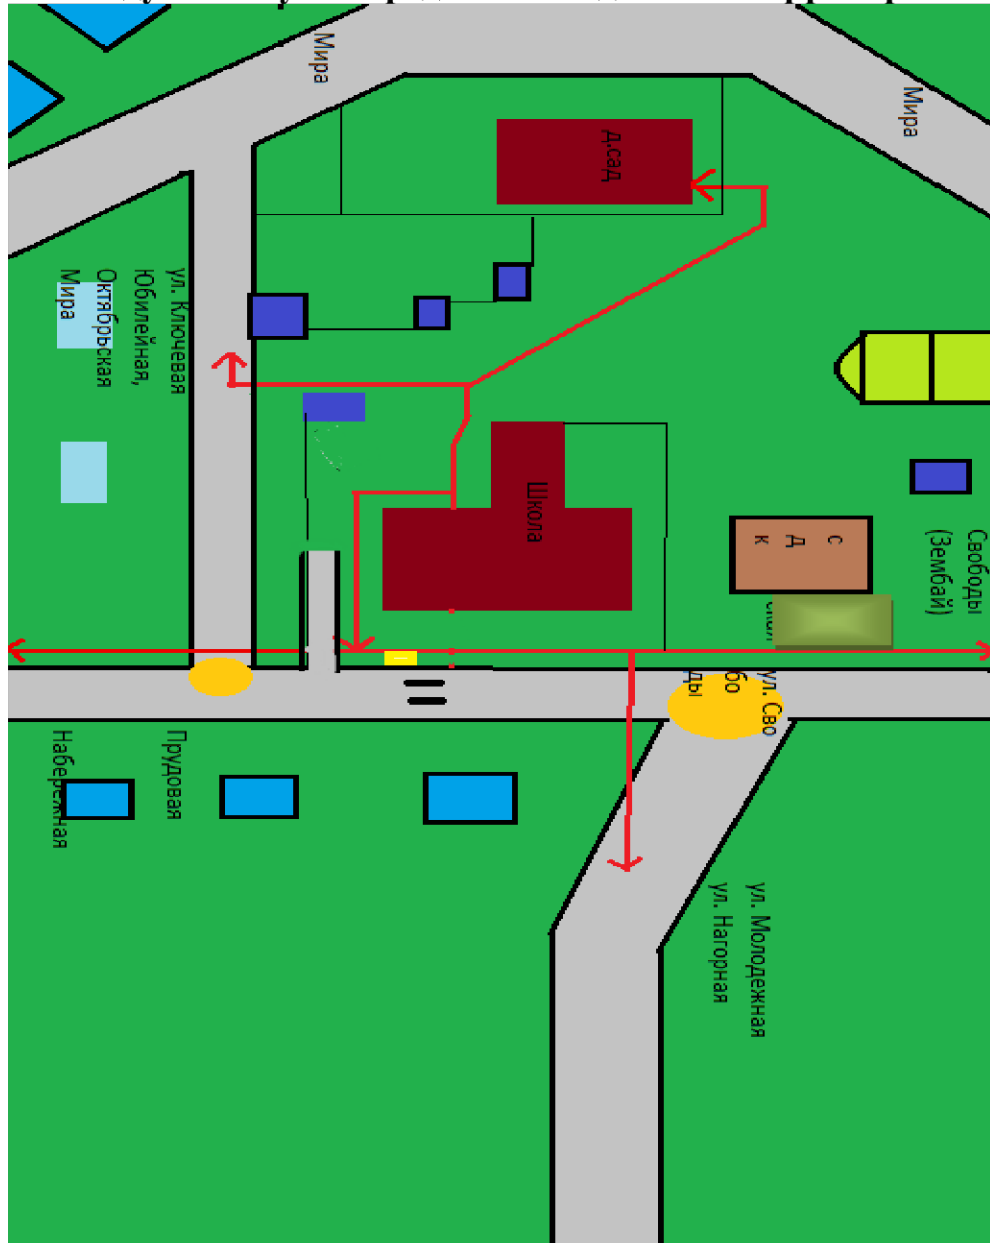 Мира
Мира
д.сад
ул. Ключевая
Юбилейная,
Октябрьская
Мира
Школа
с
д
к
Свободы
(Зембай)
ул. Сво
бо
ды
Прудовая
Набережная
ул. Молодежная
ул. Нагорная